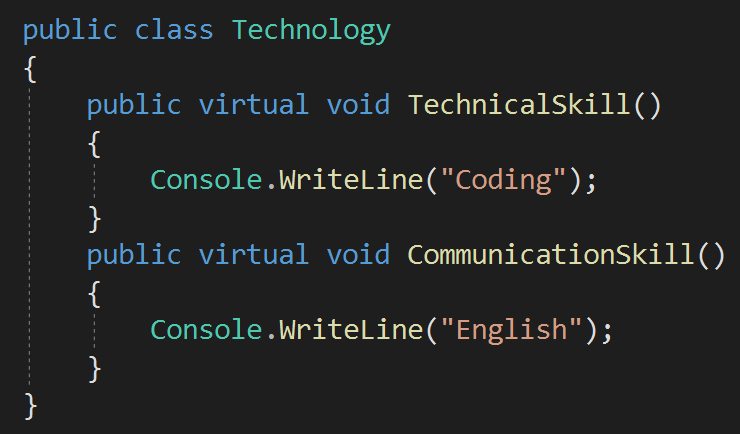 public class Technology
{
    public virtual void TechnicalSkill()
    {
        Console.WriteLine("Coding");
    }
    public virtual void CommunicationSkill()
    {
        Console.WriteLine("English");
    }
}